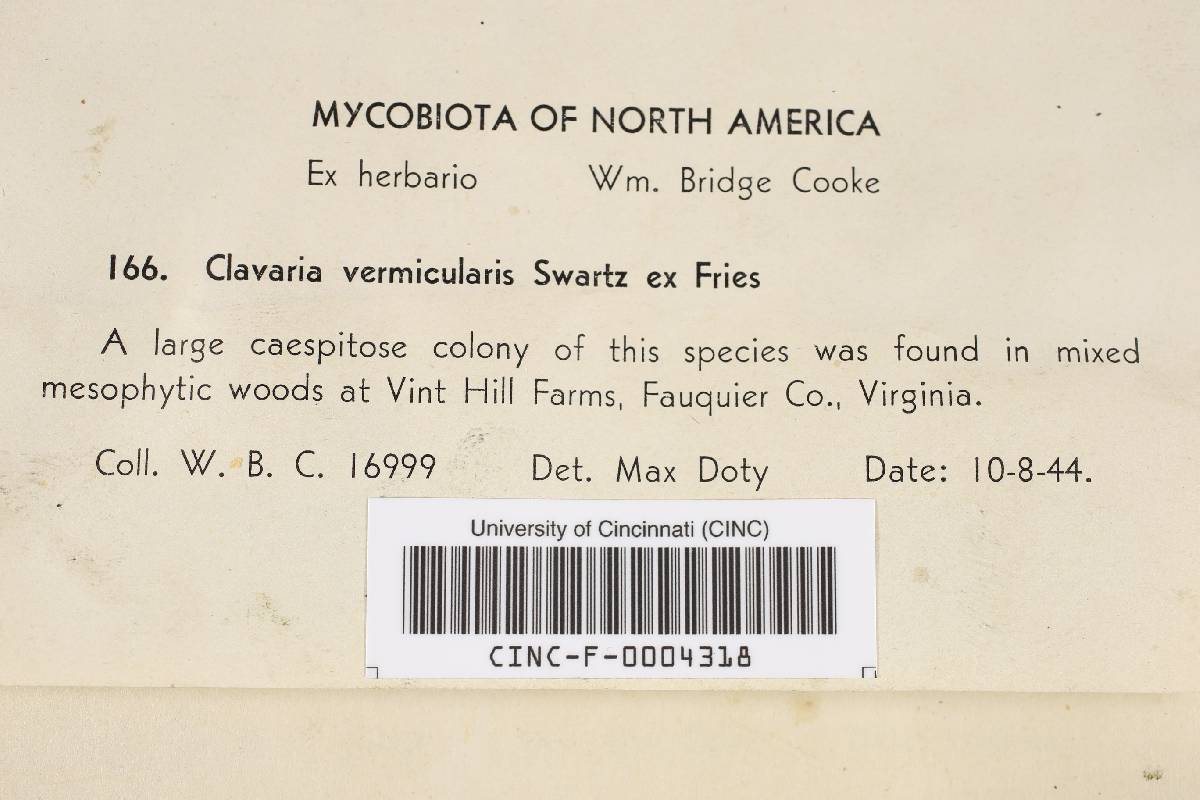 MYCOBIOTA OF NORTH AMERICA
Ex herbario Wm. Bridge Cooke
166. Clavaria vermicularis Swartz ex Fries
A large caespitose colony of this species was found in mixed
mesophytic woods at Vint Hill Farms, Fauquier Co., Virginia.
Coll. W. B. C. 16999 Det. Max Doty Date: 10-8-44.
University of Cincinnati (CINC)
CINC-F-0004318